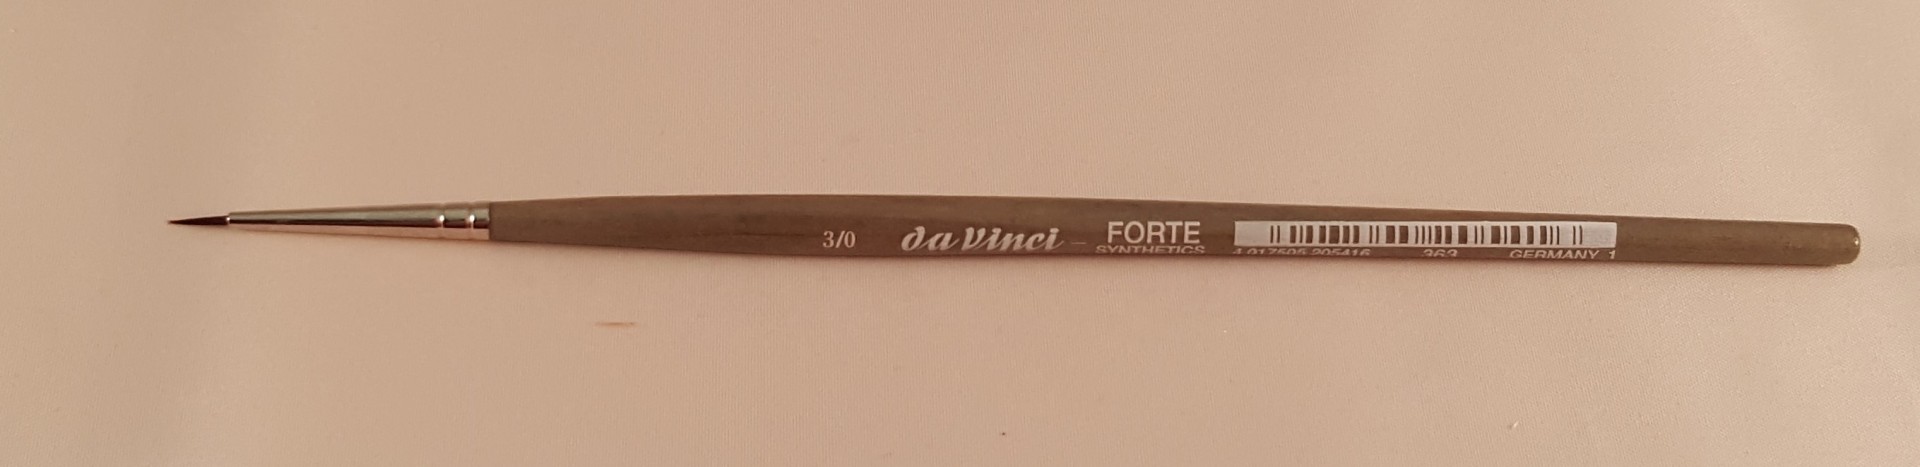 3/0 da Vinci – FORTE
SYNTHETICS
4 017505 205416 363 GERMANY 1